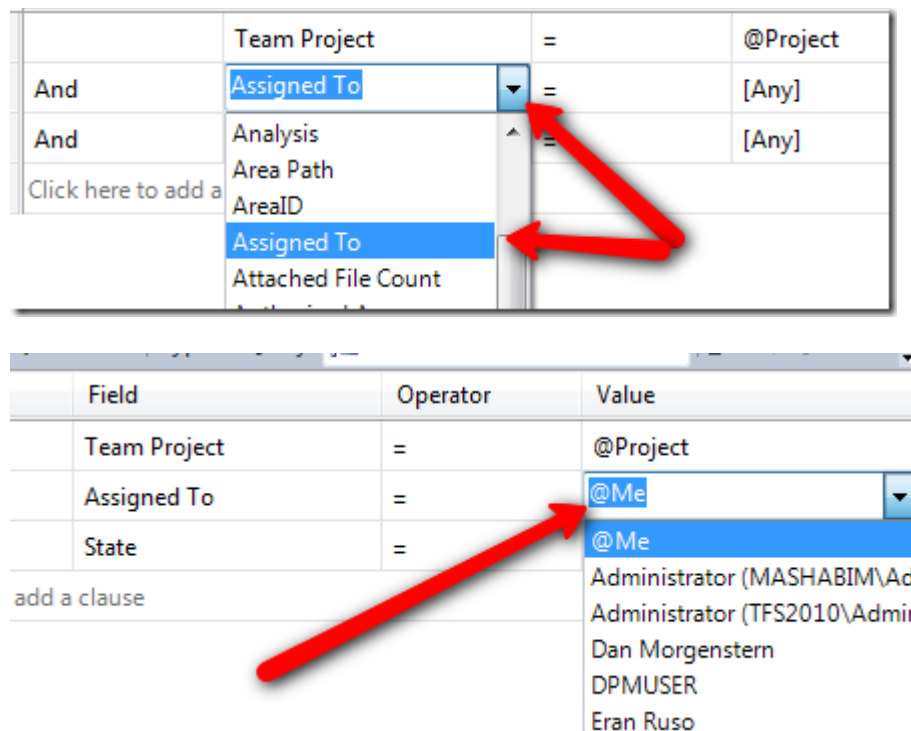 Team Project = @Project
And Assigned To = [Any]
And Analysis = [Any]
Area Path
Click here to add a
AreaID
Assigned To
Attached File Count
Field Operator Value
Team Project = @Project
Assigned To = @Me
State = @Me
Administrator (MASHABIM\Ad
add a clause
Administrator (TFS2010\Admin
Dan Morgenstern
DPMUSER
Eran Ruso